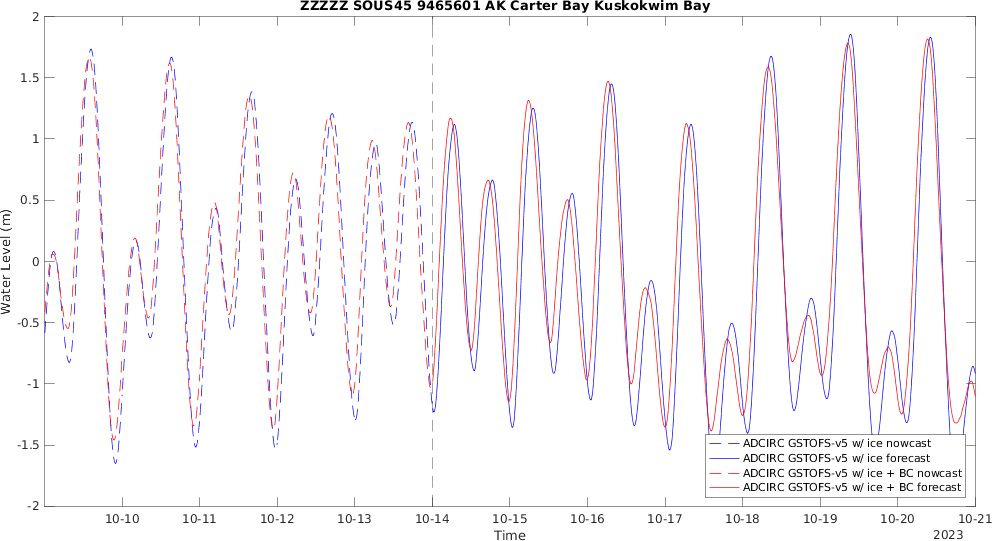 ZZZZZ SOUS45 9465601 AK Carter Bay Kuskokwim Bay
2
1.5
1
0.5
0
-0.5
-1
-1.5
-2
Water Level (m)
10-10 10-11 10-12 10-13 10-14 10-15 10-16 10-17 10-18 10-19 10-20 10-21
Time
2023
ADCIRC GSTOFS-v5 w/ ice nowcast
ADCIRC GSTOFS-v5 w/ ice forecast
ADCIRC GSTOFS-v5 w/ ice + BC nowcast
ADCIRC GSTOFS-v5 w/ ice + BC forecast